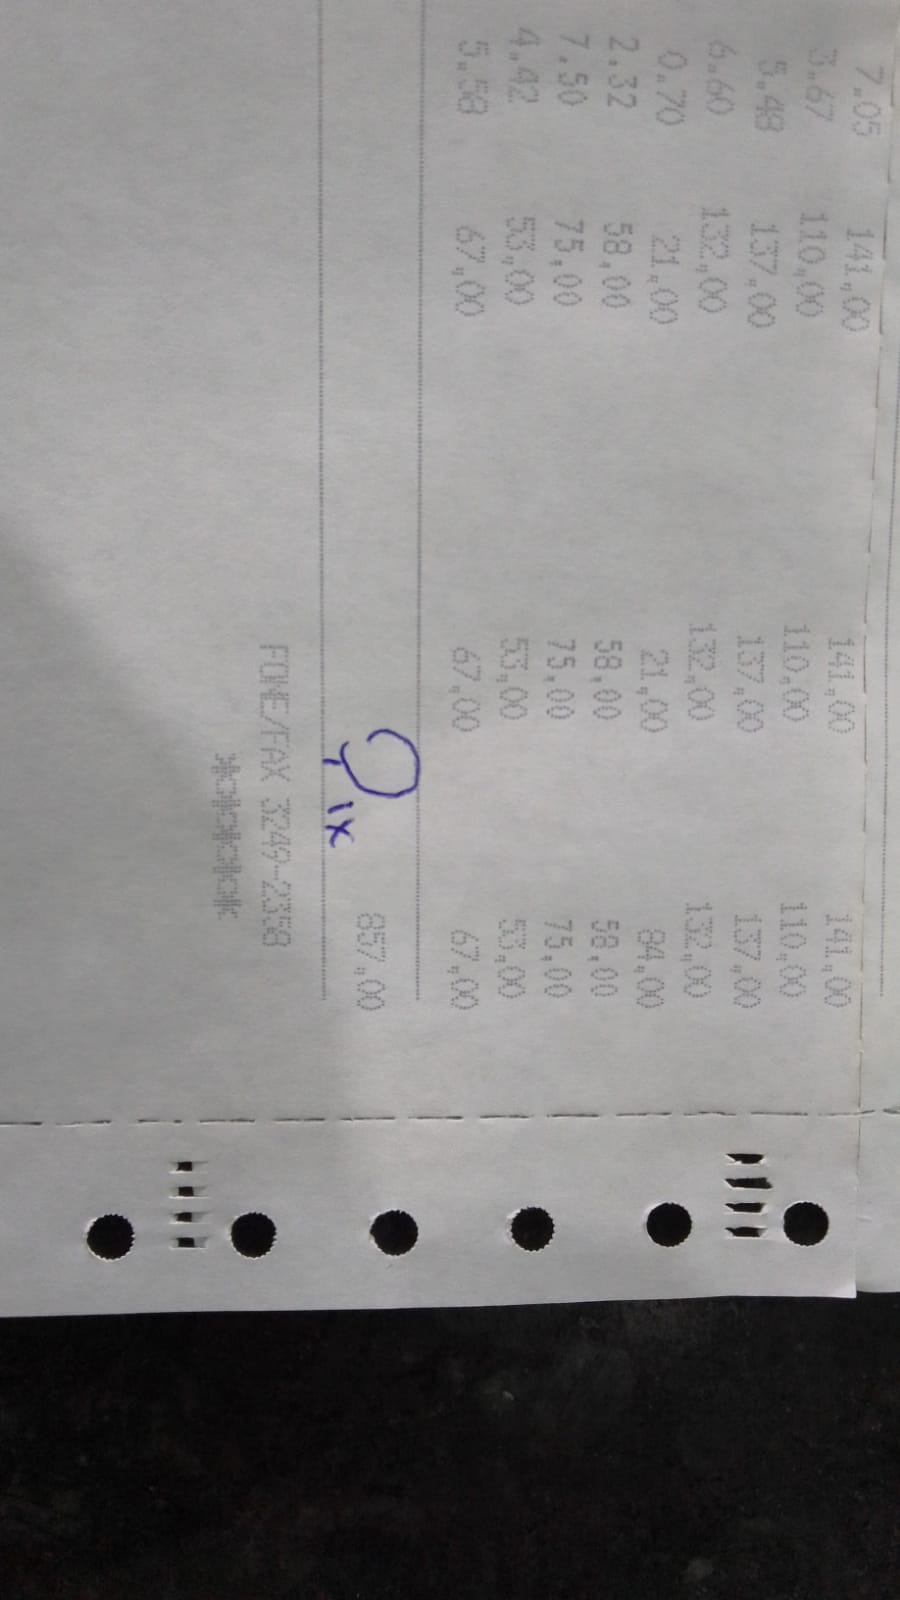 7.05 141,00 141,00 141,00
3.67 110,00 110,00 110,00
5.48 137,00 137,00 137,00
6.60 132,00 132,00 132,00
0.70 21,00 21,00 84,00
2.32 58,00 58,00 58,00
7.50 75,00 75,00 75,00
4.42 53,00 53,00 53,00
5.58 67,00 67,00 67,00
857,00
Pix
FONE/FAX 3249-2358
******